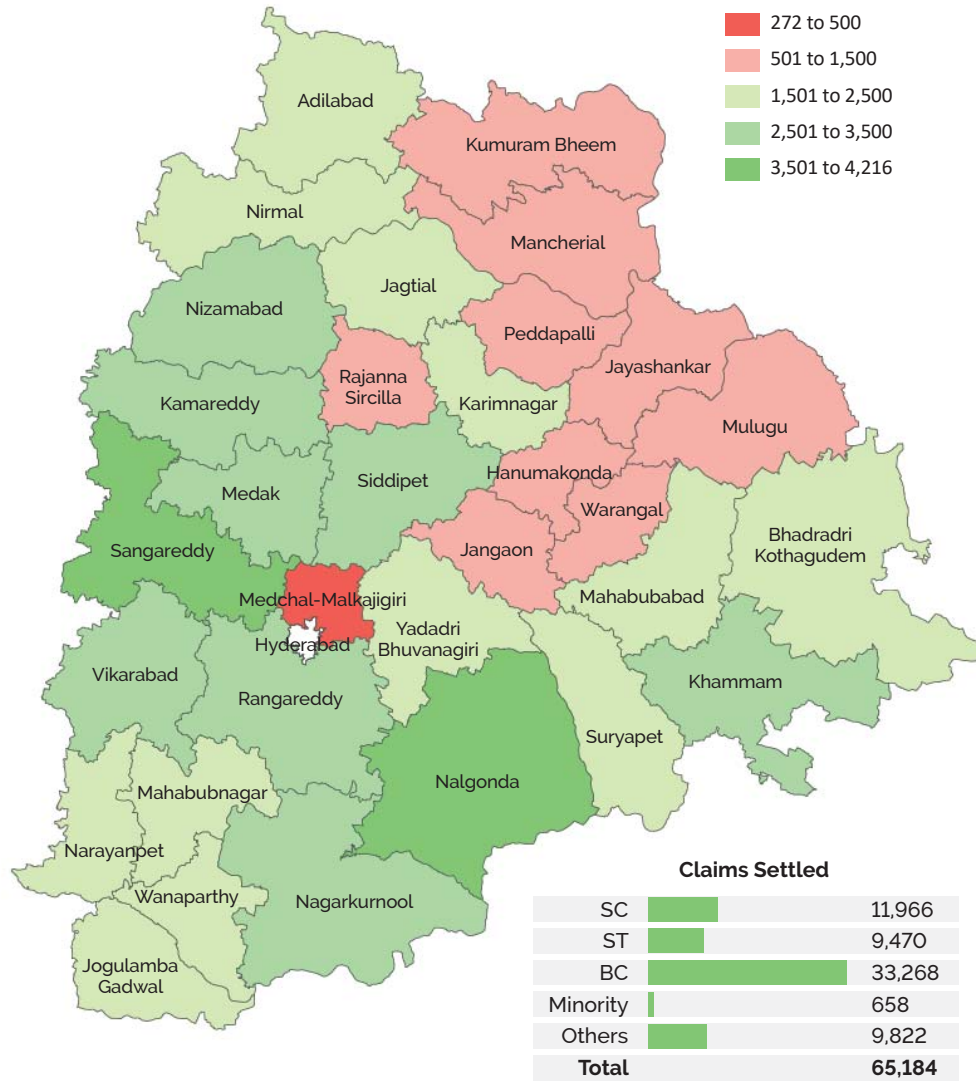 272 to 500
501 to 1,500
1,501 to 2,500
2,501 to 3,500
3,501 to 4,216
Adilabad
Kumuram Bheem
Nirmal
Mancherial
Jagtial
Nizamabad
Peddapalli
Jayashankar
Rajanna
Sircilla
Kamareddy
Karimnagar
Mulugu
Hanumakonda
Siddipet
Medak
Warangal
Bhadradri
Kothagudem
Sangareddy
Jangaon
Medchal-Malkajigiri
Mahabubabad
Yadadri
Bhuvanagiri
Hyderabad
Vikarabad
Rangareddy
Khammam
Suryapet
Nalgonda
Mahabubnagar
Narayanpet
Wanaparthy
Nagarkurnool
Jogulamba
Gadwal
Claims Settled
SC 11,966
ST 9,470
BC 33,268
Minority 658
Others 9,822
Total 65,184